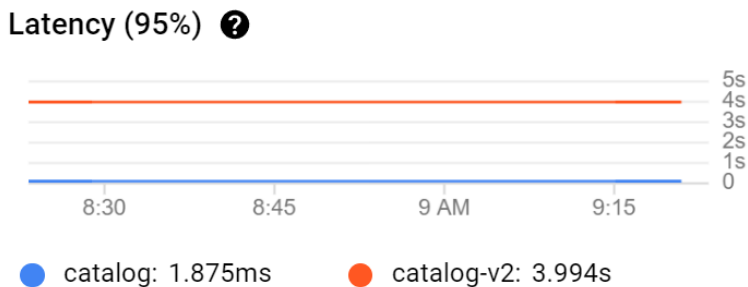 Latency (95%) ?
5s
4s
3s
2s
1s
0
8:30 8:45 9 AM 9:15
catalog: 1.875ms catalog-v2: 3.994s